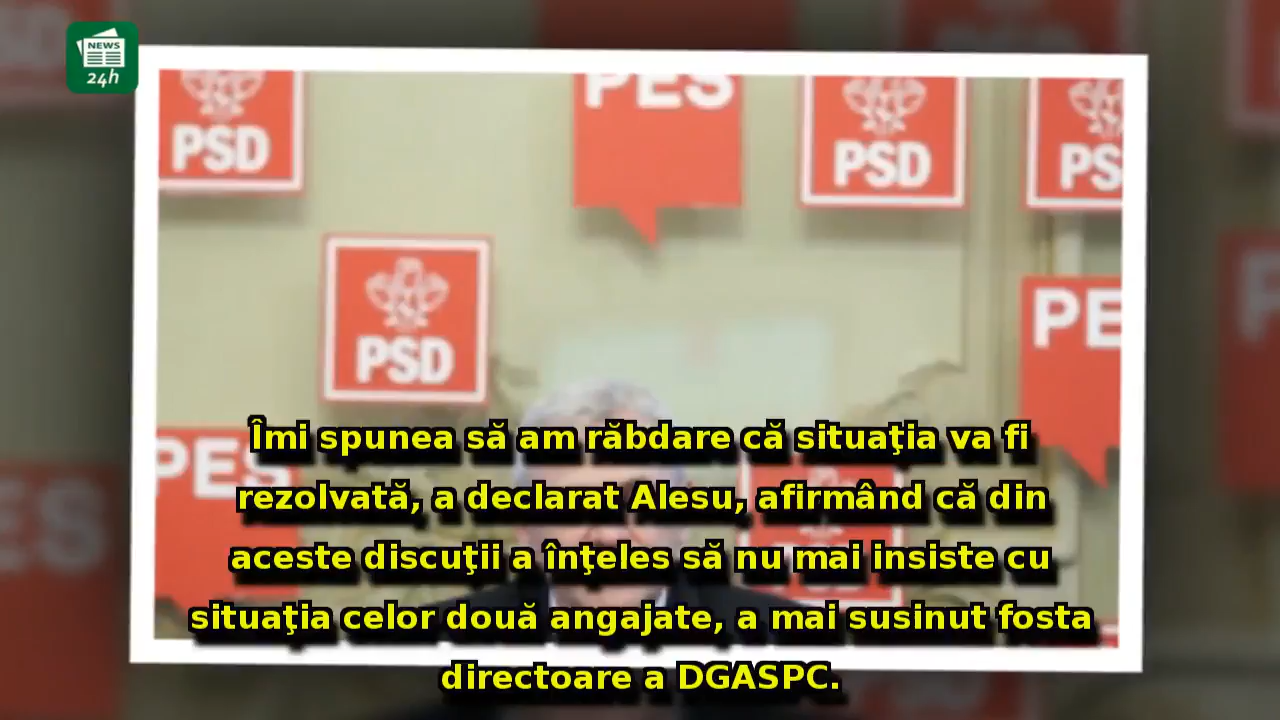 NEWS
24h
PES
PSD
PSD
PS
PSD
PE
PES
ES
Îmi spunea să am răbdare că situaţia va fi
rezolvată, a declarat Alesu, afirmând că din
aceste discuţii a înţeles să nu mai insiste cu
situaţia celor două angajate, a mai susinut fosta
directoare a DGASPC.